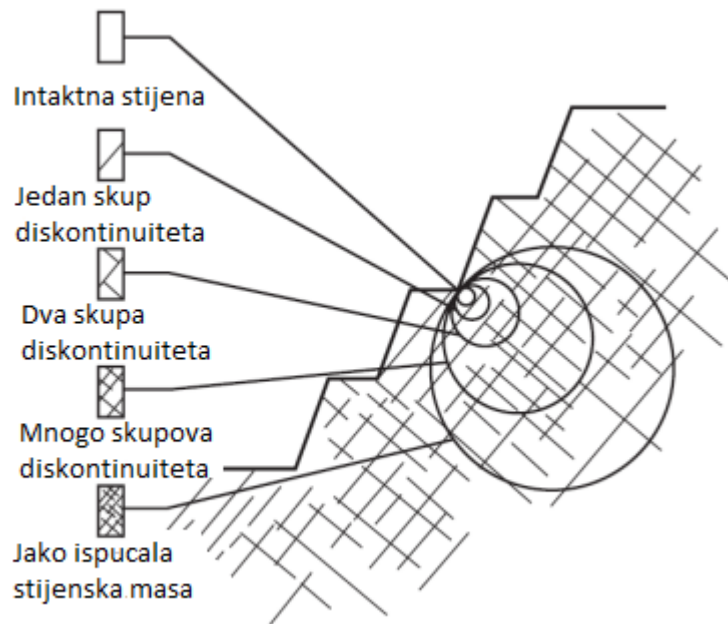 Intaktna stijena
Jedan skup
diskontinuiteta
Dva skupa
diskontinuiteta
Mnogo skupova
diskontinuiteta
Jako ispucala
stijenska masa